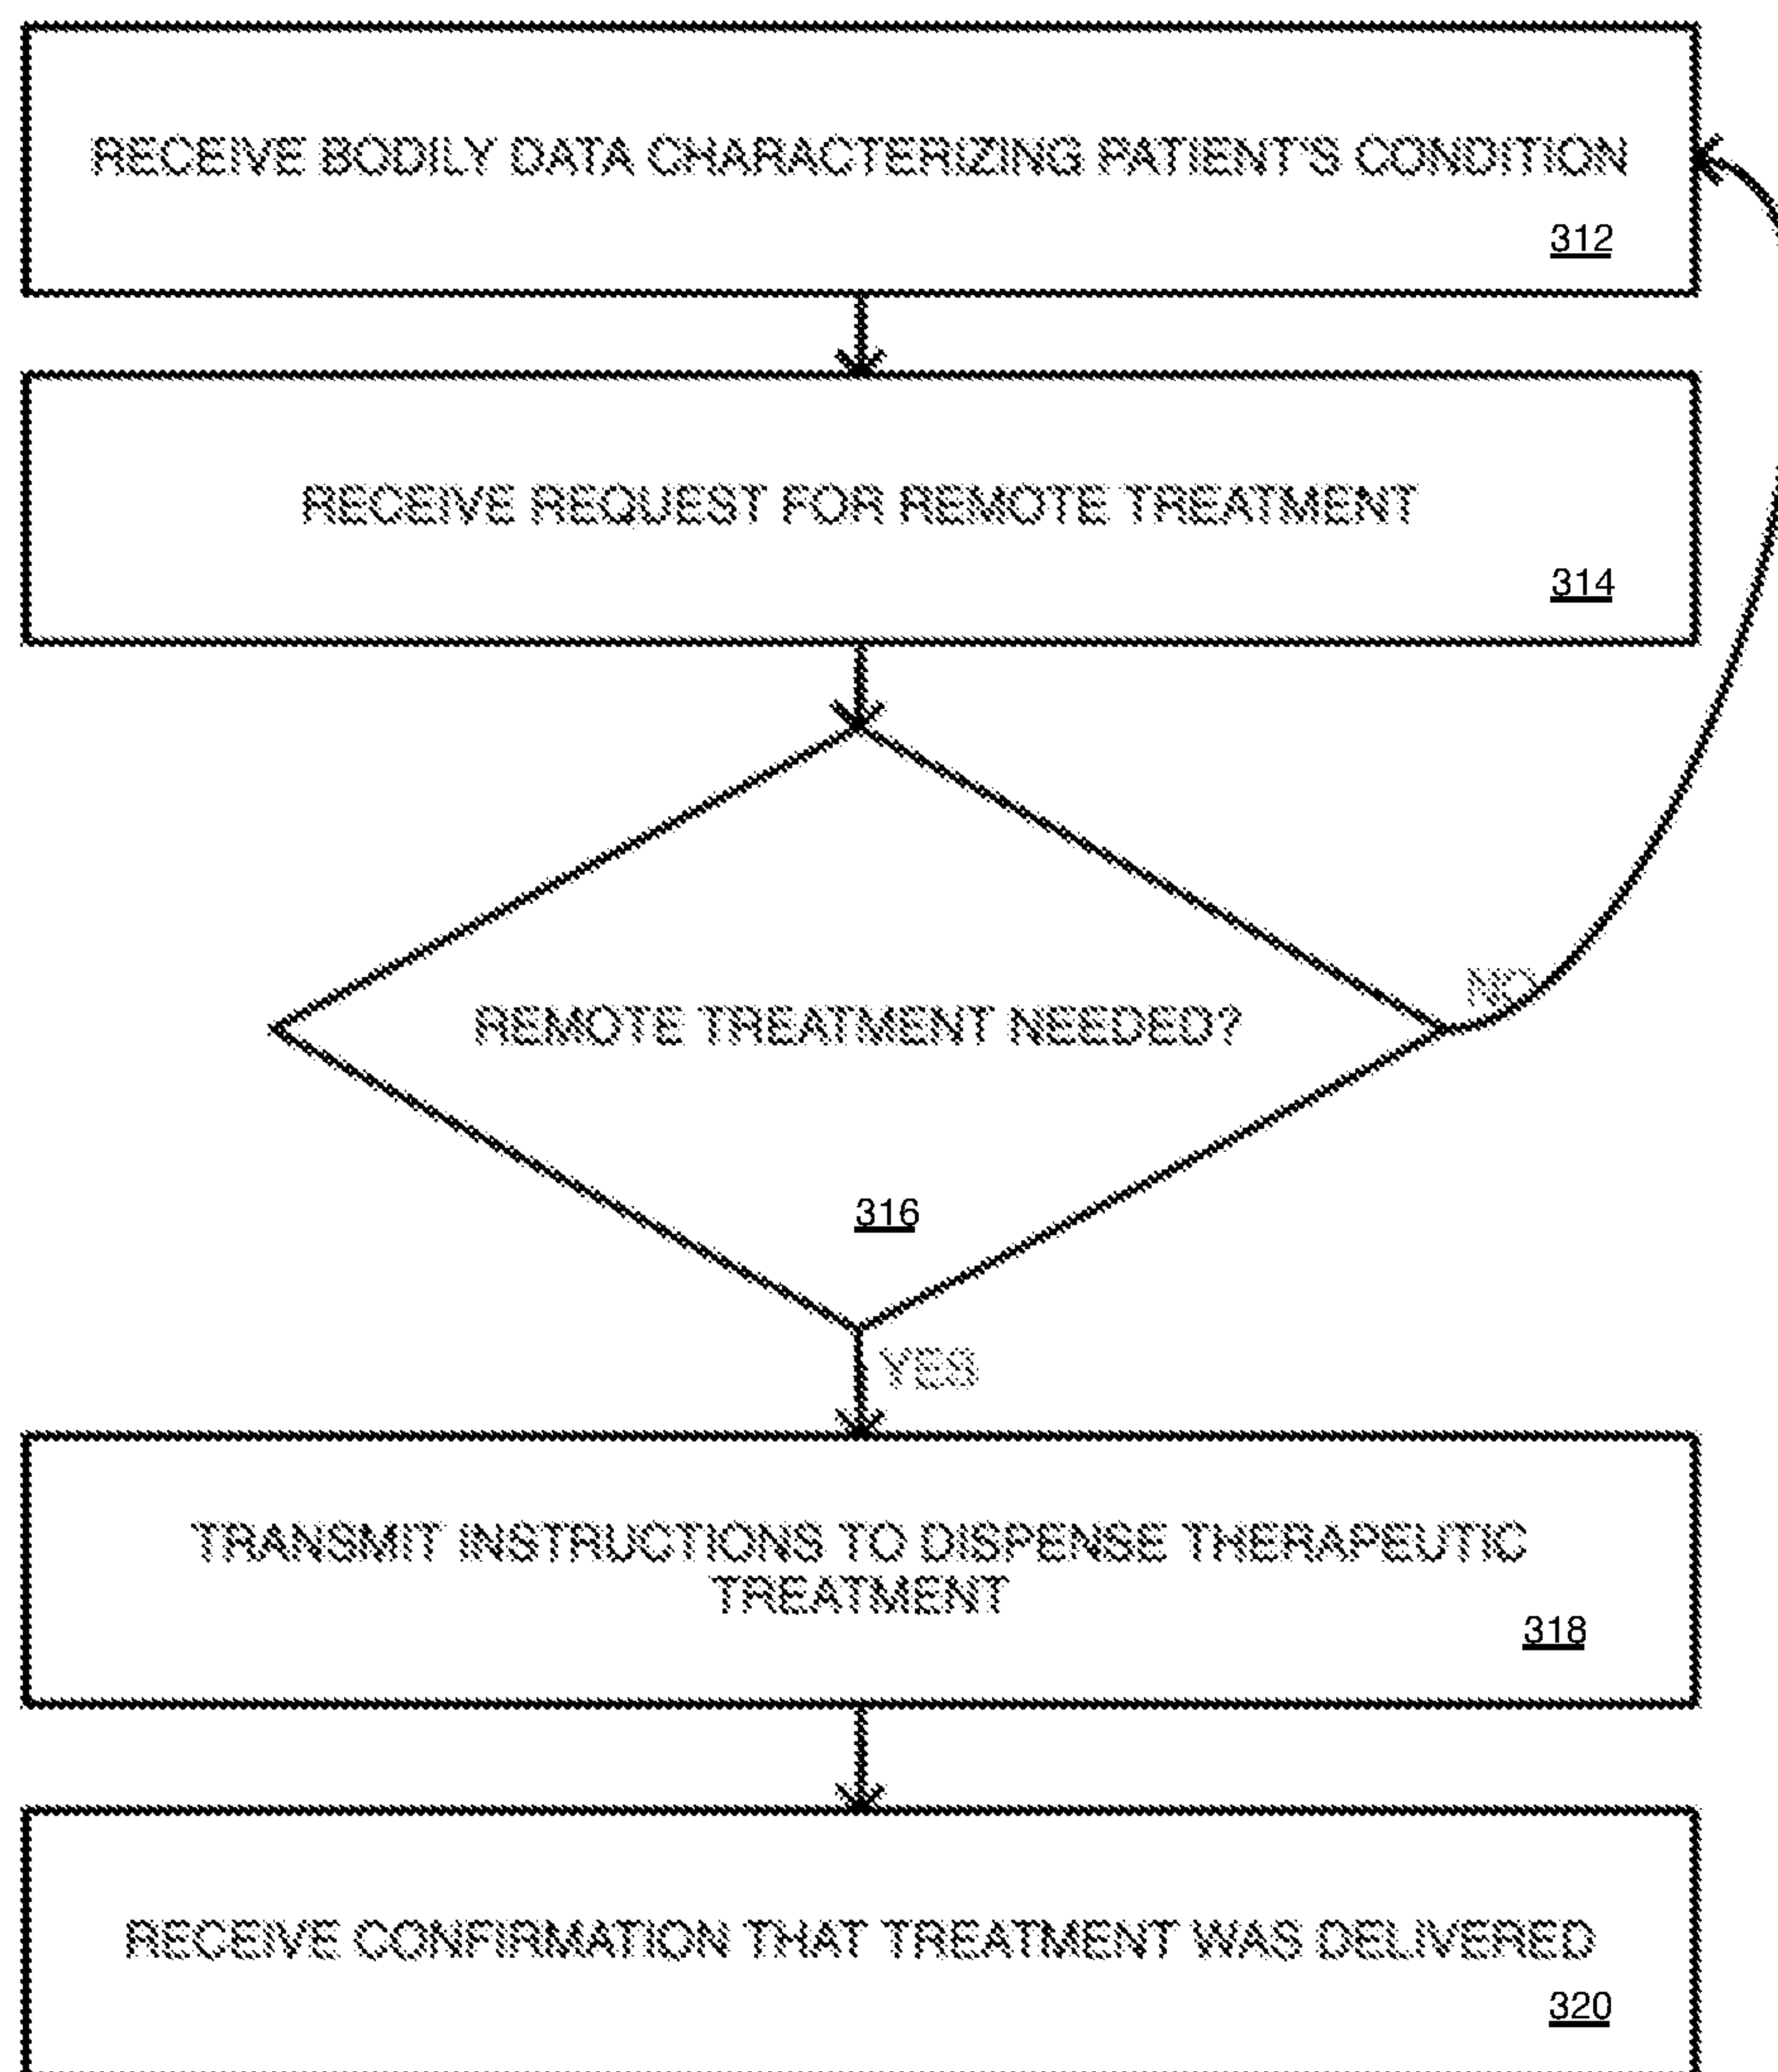 RECEIVE BODILY DATA CHARACTERIZING PATIENT'S CONDITION
312
RECEIVE REQUEST FOR REMOTE TREATMENT
314
REMOTE TREATMENT NEEDED?
NO
316
YES
TRANSMIT INSTRUCTIONS TO DISPENSE THERAPEUTIC
TREATMENT
318
RECEIVE CONFIRMATION THAT TREATMENT WAS DELIVERED
320